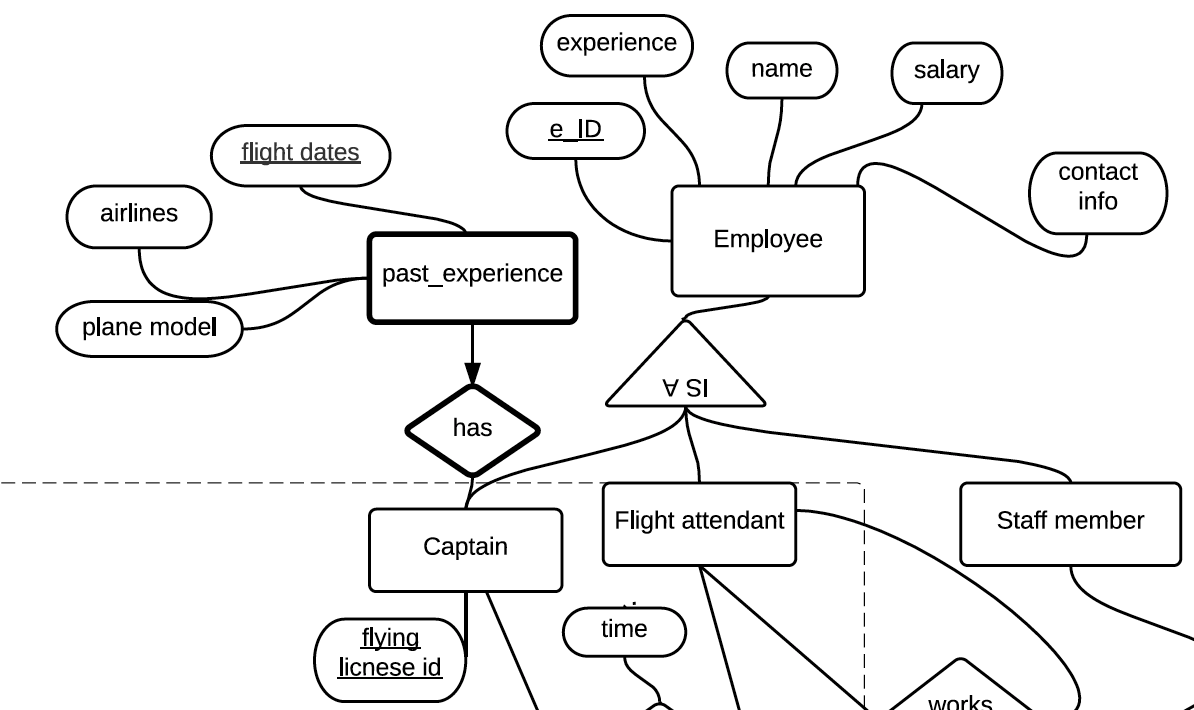 experience
name
salary
e_ID
flight dates
contact
info
airlines
Employee
past_experience
plane model
IS A
has
Flight attendant
Staff member
Captain
time
flying
licnese id
works